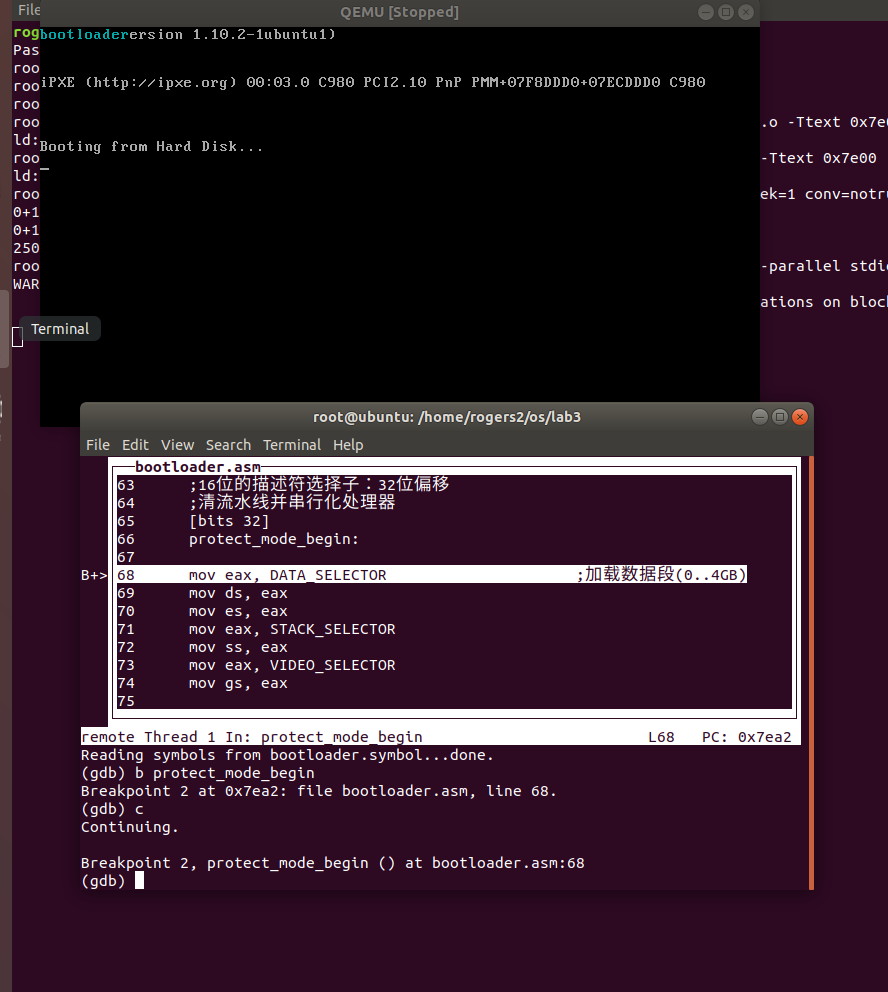 File
QEMU [Stopped]
rog
Pas
roo
roo
roo
roo
ld:
roo
ld:
roo
0+1
0+1
250
roo
WAR
bootloaderersion 1.10.2-1ubuntu1)
iPXE (http://ipxe.org) 00:03.0 C980 PCI2.10 PnP PMM+07F8DDD0+07ECDDD0 C980
Booting from Hard Disk...
.o -Ttext 0x7e
-Ttext 0x7e00
ek=1 conv=notr
-parallel stdi
ations on bloc
Terminal
root@ubuntu: /home/rogers2/os/lab3
File Edit View Search Terminal Help
bootloader.asm
63 ;16位的描述符选择子：32位偏移
64 ;清流水线并串行化处理器
65 [bits 32]
66 protect_mode_begin:
67
B+> 68 mov eax, DATA_SELECTOR ;加载数据段(0..4GB)
69 mov ds, eax
70 mov es, eax
71 mov eax, STACK_SELECTOR
72 mov ss, eax
73 mov eax, VIDEO_SELECTOR
74 mov gs, eax
75
remote Thread 1 In: protect_mode_begin L68 PC: 0x7ea2
Reading symbols from bootloader.symbol...done.
(gdb) b protect_mode_begin
Breakpoint 2 at 0x7ea2: file bootloader.asm, line 68.
(gdb) c
Continuing.
Breakpoint 2, protect_mode_begin () at bootloader.asm:68
(gdb)